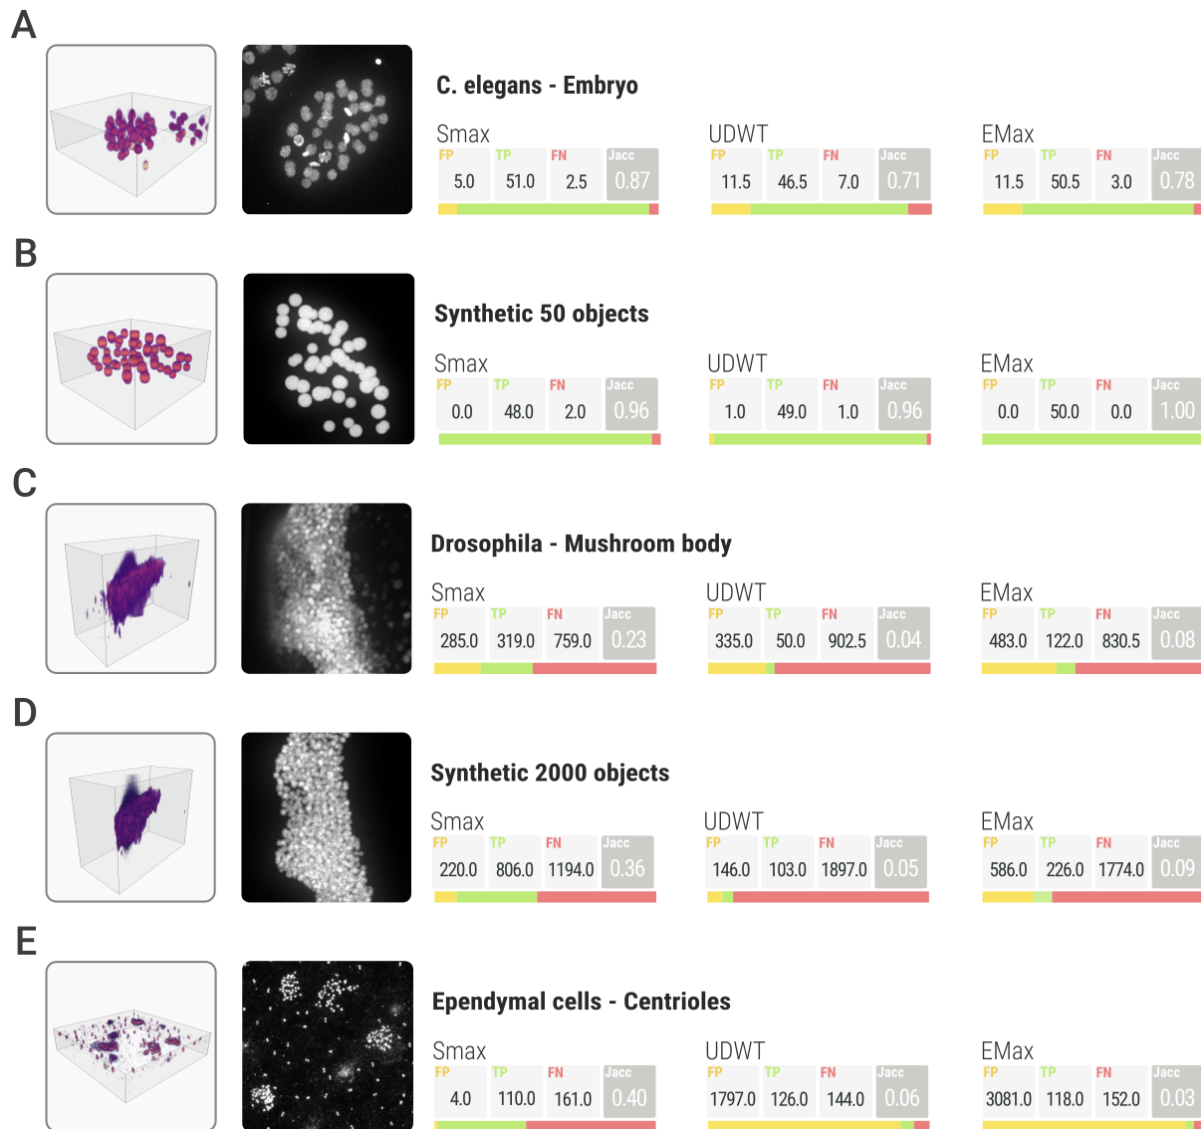 A
C. elegans - Embryo
Smax UDWT EMax
FP TP FN Jacc FP TP FN Jacc FP TP FN Jacc
5.0 51.0 2.5 0.87 11.5 46.5 7.0 0.71 11.5 50.5 3.0 0.78
B
Synthetic 50 objects
Smax UDWT EMax
FP TP FN Jacc FP TP FN Jacc FP TP FN Jacc
0.0 48.0 2.0 0.96 1.0 49.0 1.0 0.96 0.0 50.0 0.0 1.00
C
Drosophila - Mushroom body
Smax UDWT EMax
FP TP FN Jacc FP TP FN Jacc FP TP FN Jacc
285.0 319.0 759.0 0.23 335.0 50.0 902.5 0.04 483.0 122.0 830.5 0.08
D
Synthetic 2000 objects
Smax UDWT EMax
FP TP FN Jacc FP TP FN Jacc FP TP FN Jacc
220.0 806.0 1194.0 0.36 146.0 103.0 1897.0 0.05 586.0 226.0 1774.0 0.09
E
Ependymal cells - Centrioles
Smax UDWT EMax
FP TP FN Jacc FP TP FN Jacc FP TP FN Jacc
4.0 110.0 161.0 0.40 1797.0 126.0 144.0 0.06 3081.0 118.0 152.0 0.03